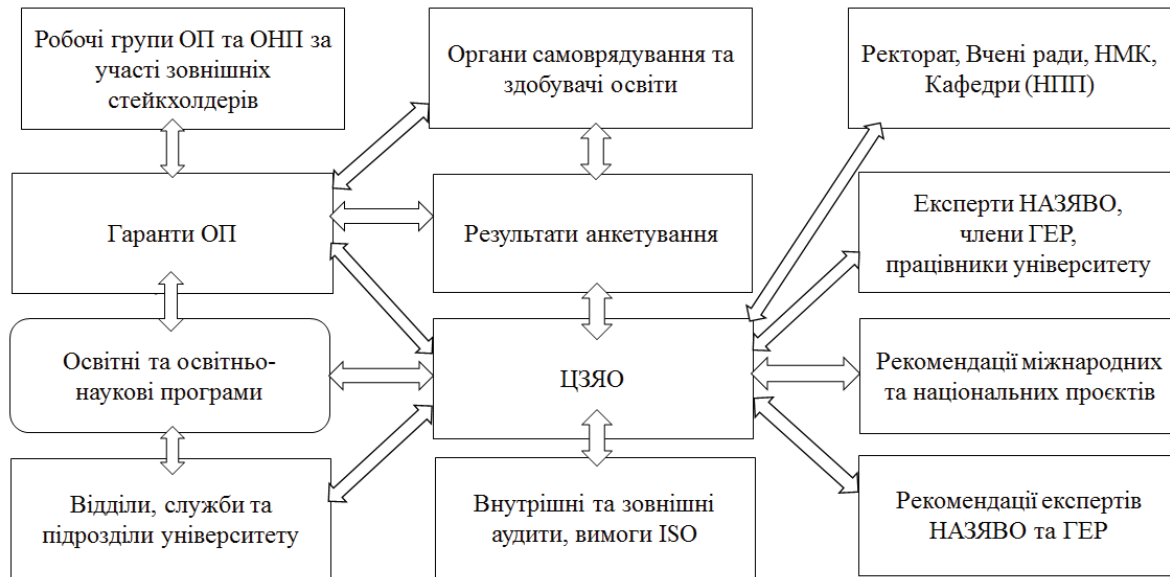 Робочі групи ОП та ОНП за
участі зовнішніх
стейкхолдерів
Органи самоврядування та
здобувачі освіти
Ректорат, Вчені ради, НМК,
Кафедри (НПП)
Гаранти ОП
Результати анкетування
Експерти НАЗЯВО,
члени ГЕР,
працівники університету
Освітні та освітньо-
наукові програми
ЦЗЯО
Рекомендації міжнародних
та національних проєктів
Відділи, служби та
підрозділи університету
Внутрішні та зовнішні
аудити, вимоги ISO
Рекомендації експертів
НАЗЯВО та ГЕР